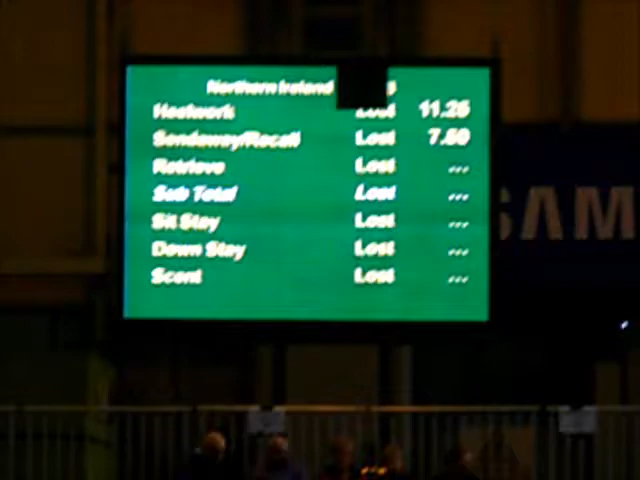 Northern Ireland
Heelwork Lost 11.25
Sendaway/Recall Lost 7.50
Retrieve Lost ...
Sub Total Lost ...
Sit Stay Lost ...
Down Stay Lost ...
Scent Lost ...
SAM